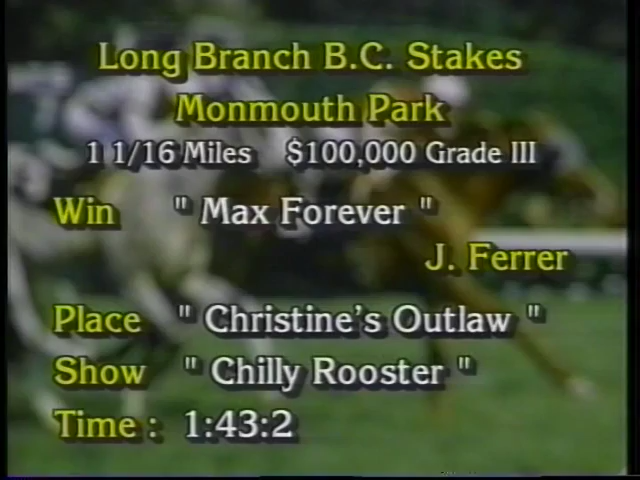 Long Branch B.C. Stakes
Monmouth Park
1 1/16 Miles $100,000 Grade III
Win " Max Forever "
J. Ferrer
Place " Christine's Outlaw "
Show " Chilly Rooster "
Time : 1:43:2